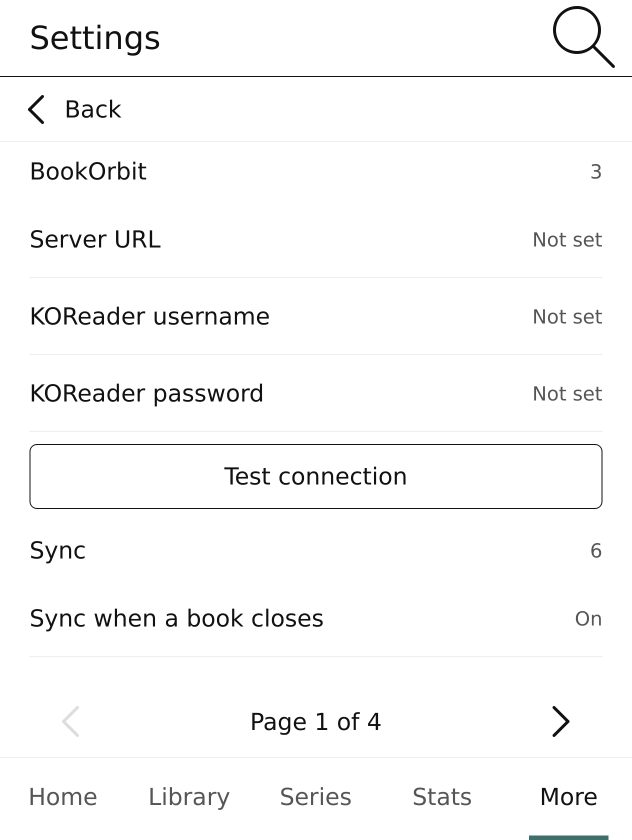 Settings
Back
BookOrbit 3
Server URL Not set
KOReader username Not set
KOReader password Not set
Test connection
Sync 6
Sync when a book closes On
Page 1 of 4
Home Library Series Stats More